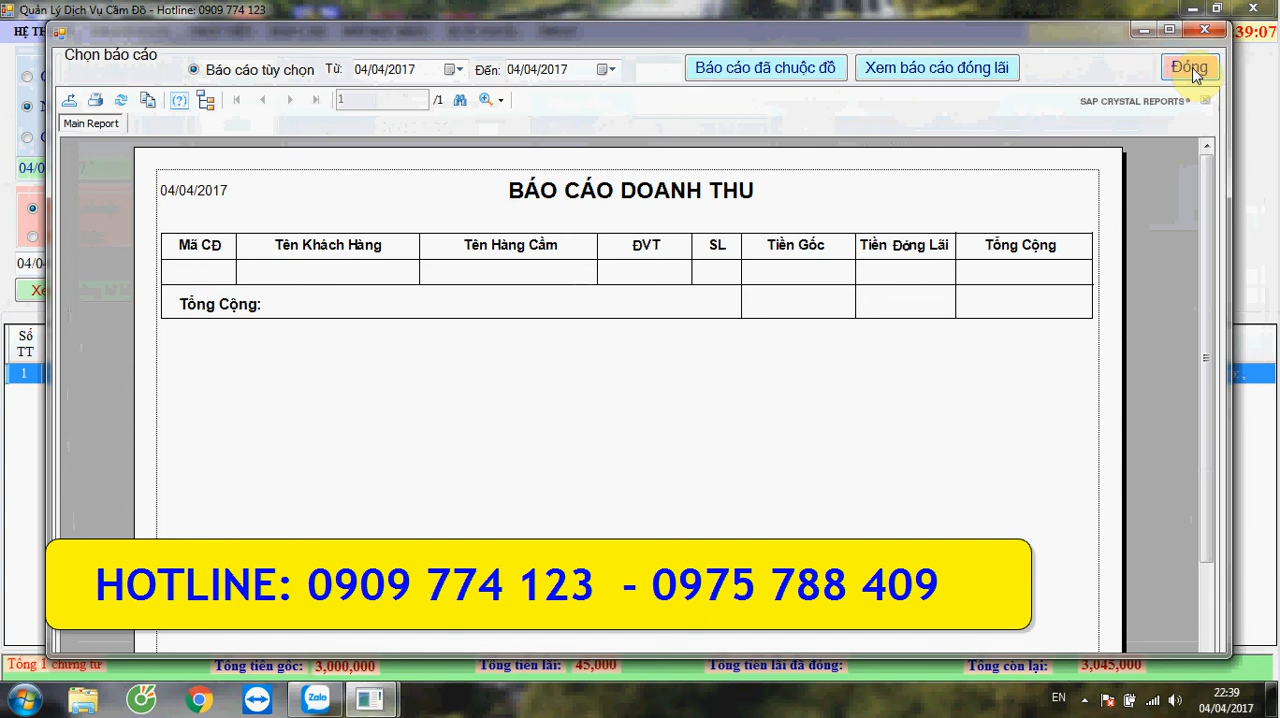 Quản Lý Dịch Vụ Cầm Đồ - Hotline: 0909 774 123
HỆ TH
39:07
Chọn báo cáo
Báo cáo tùy chọn Từ: 04/04/2017 Đến: 04/04/2017 Báo cáo đã chuộc đồ Xem báo cáo đóng lãi Đóng
1 /1 SAP CRYSTAL REPORTS®
Main Report
04/04/2017 BÁO CÁO DOANH THU
Mã CĐ Tên Khách Hàng Tên Hàng Cầm ĐVT SL Tiền Gốc Tiền Đóng Lãi Tổng Cộng
Tổng Cộng:
Số
TT
1
HOTLINE: 0909 774 123 - 0975 788 409
Tổng 1 chứng từ Tổng tiền gốc: 3,000,000 Tổng tiền lãi: 45,000 Tổng tiền lãi đã đóng: Tổng còn lại: 3,045,000
Zalo
EN 22:39
04/04/2017